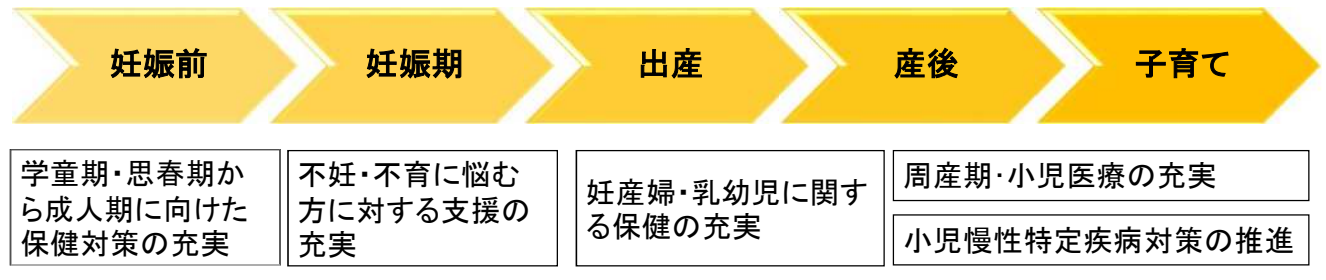 妊娠前
妊娠期
出産
産後
子育て
学童期・思春期か
ら成人期に向けた
保健対策の充実
不妊・不育に悩む
方に対する支援の
充実
妊産婦・乳幼児に関す
る保健の充実
周産期・小児医療の充実
小児慢性特定疾病対策の推進